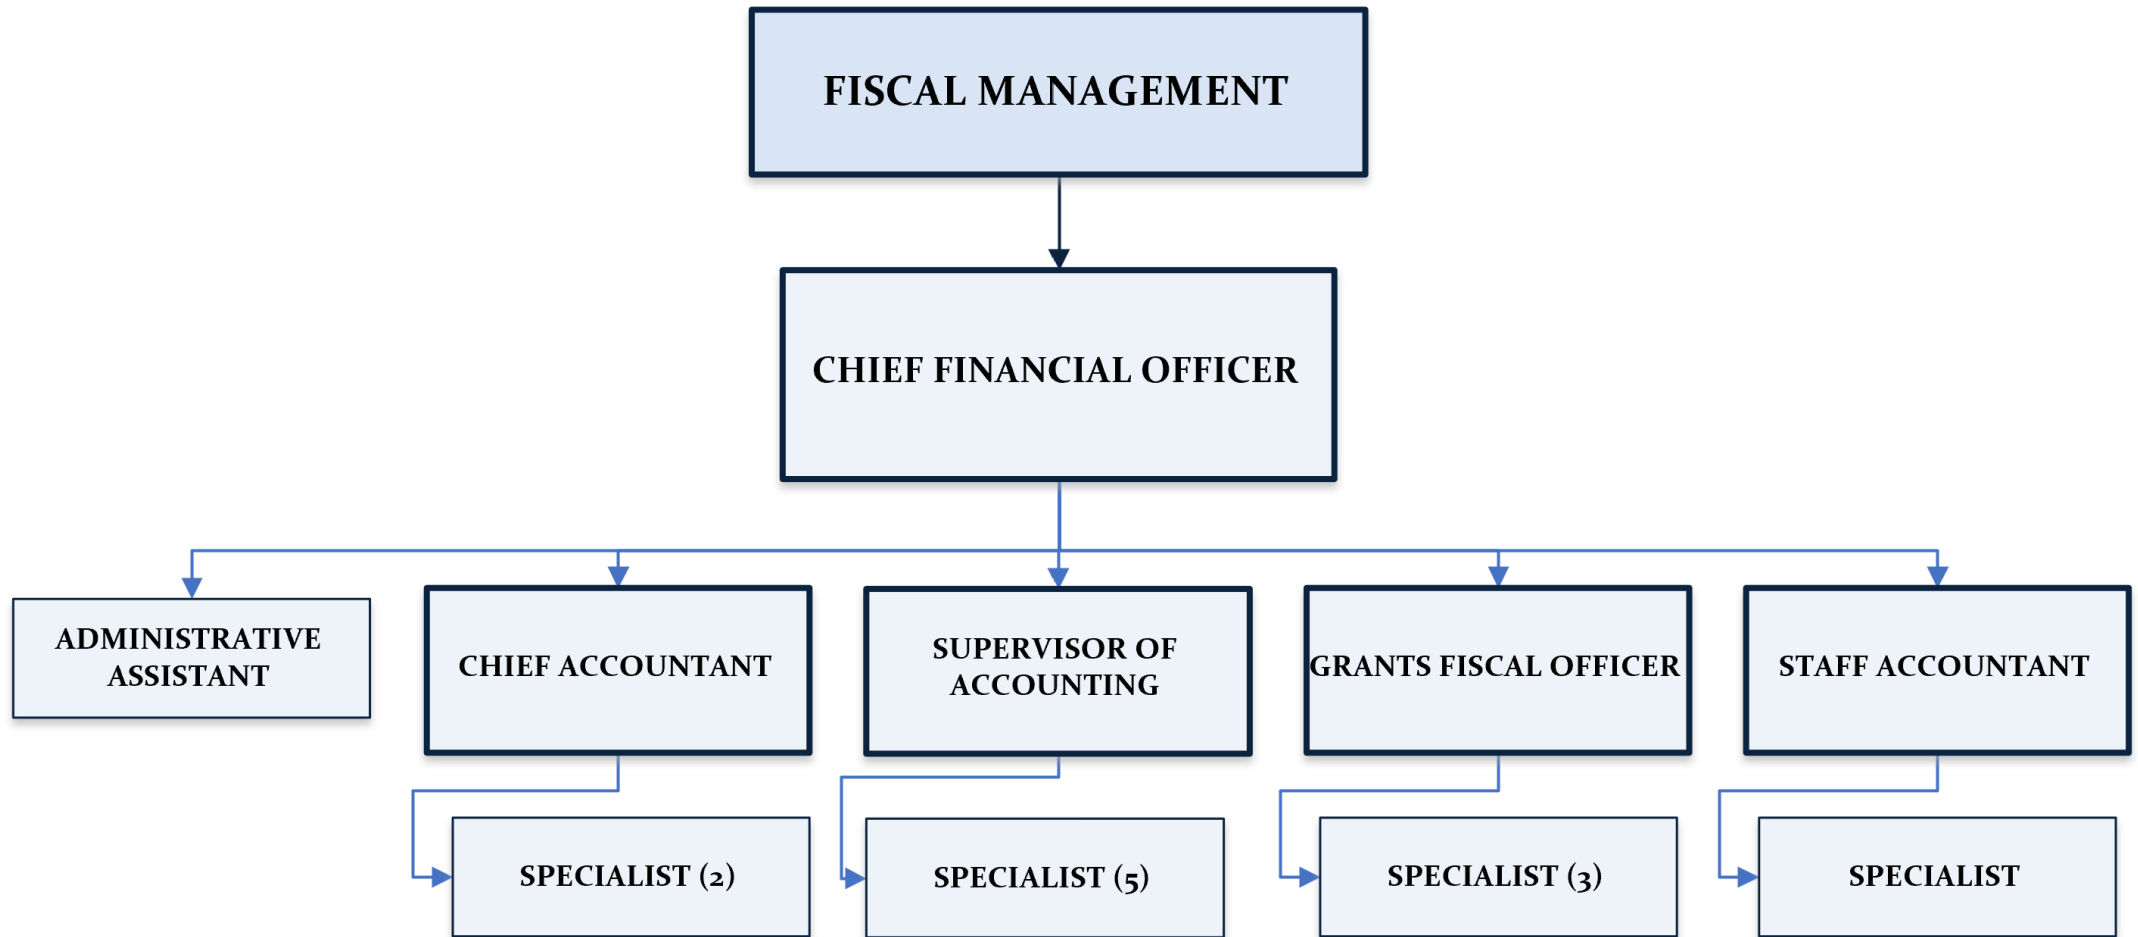 FISCAL MANAGEMENT
CHIEF FINANCIAL OFFICER
ADMINISTRATIVE
ASSISTANT
CHIEF ACCOUNTANT
SUPERVISOR OF
ACCOUNTING
GRANTS FISCAL OFFICER
STAFF ACCOUNTANT
SPECIALIST (2)
SPECIALIST (5)
SPECIALIST (3)
SPECIALIST